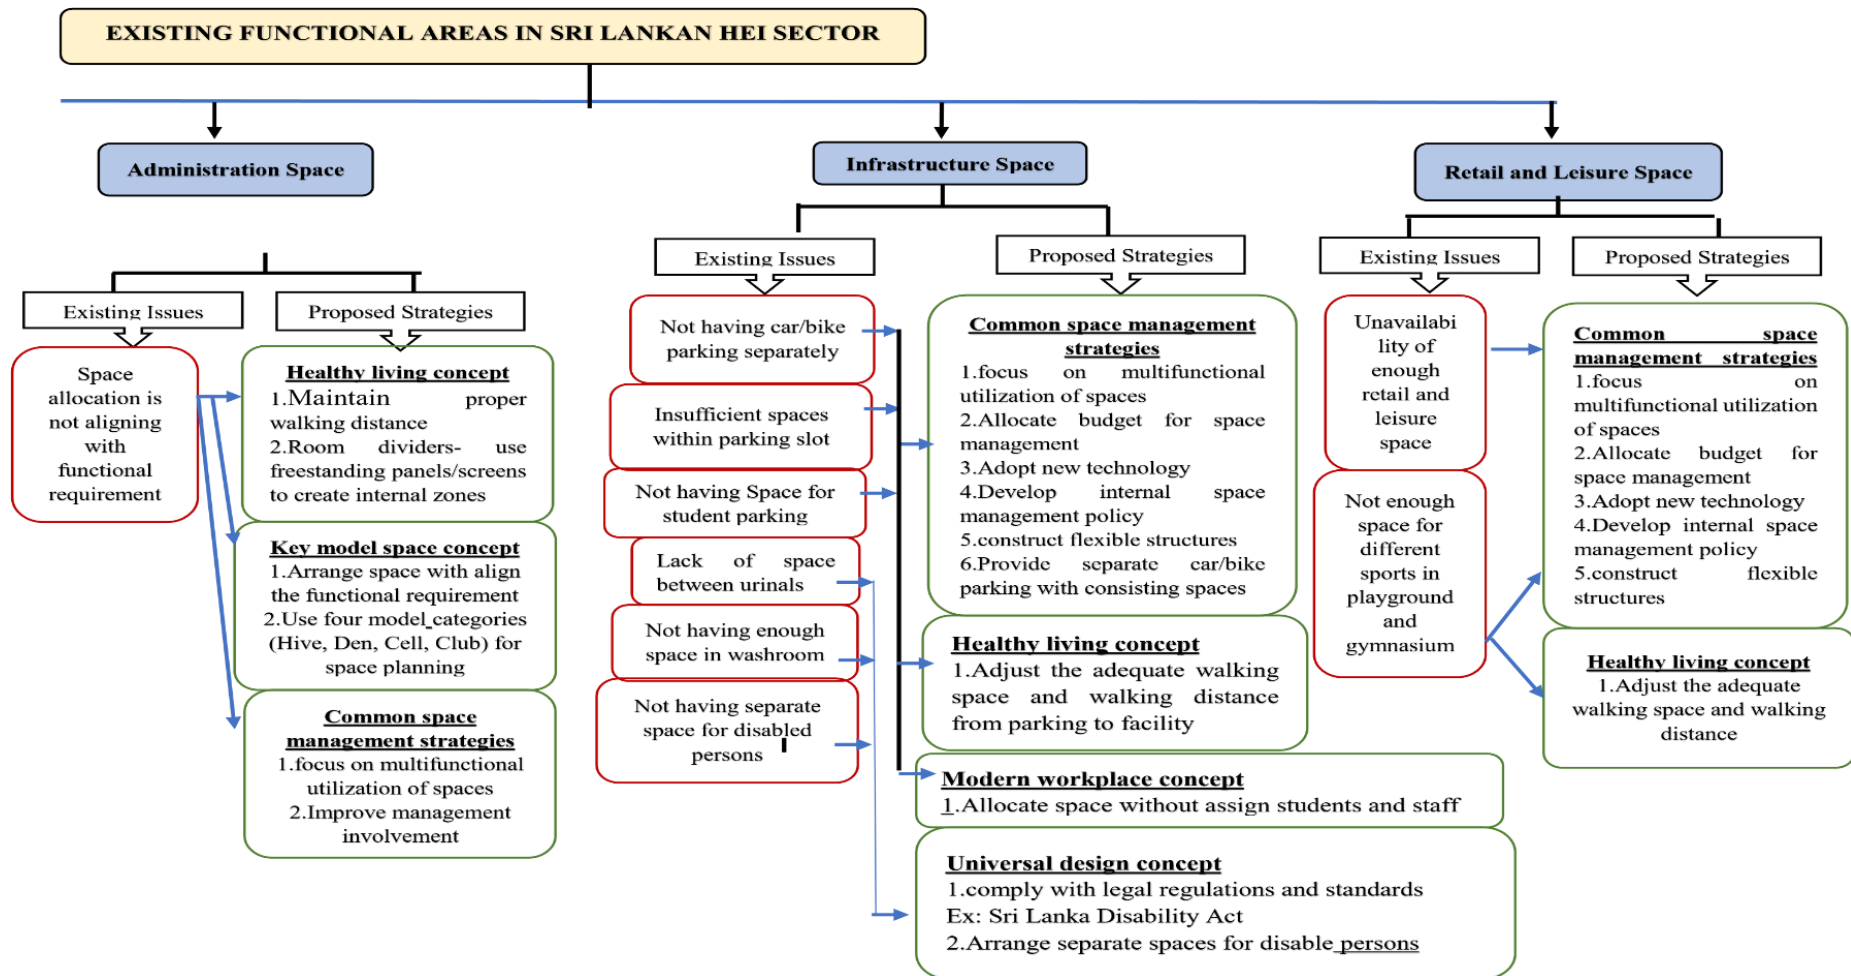 EXISTING FUNCTIONAL AREAS IN SRI LANKAN HEI SECTOR
Administration Space
Existing Issues
Space
allocation is
not aligning
with
functional
requirement
Proposed Strategies
Healthy living concept
1.Maintain proper
walking distance
2.Room dividers- use
freestanding panels/screens
to create internal zones
Key model space concept
1.Arrange space with align
the functional requirement
2.Use four model categories
(Hive, Den, Cell, Club) for
space planning
Common space
management strategies
1.focus on multifunctional
utilization of spaces
2.Improve management
involvement
Infrastructure Space
Existing Issues
Not having car/bike
parking separately
Insufficient spaces
within parking slot
Not having Space for
student parking
Lack of space
between urinals
Not having enough
space in washroom
Not having separate
space for disabled
persons
Proposed Strategies
Common space management
strategies
1.focus on multifunctional
utilization of spaces
2.Allocate budget for space
management
3.Adopt new technology
4.Develop internal space
management policy
5.construct flexible structures
6.Provide separate car/bike
parking with consisting spaces
Healthy living concept
1.Adjust the adequate walking
space and walking distance
from parking to facility
Modern workplace concept
1.Allocate space without assign students and staff
Universal design concept
1.comply with legal regulations and standards
Ex: Sri Lanka Disability Act
2.Arrange separate spaces for disable persons
Retail and Leisure Space
Existing Issues
Unavailabi
lity of
enough
retail and
leisure
space
Not enough
space for
different
sports in
playground
and
gymnasium
Proposed Strategies
Common space
management strategies
1.focus on
multifunctional utilization
of spaces
2.Allocate budget for
space management
3.Adopt new technology
4.Develop internal space
management policy
5.construct flexible
structures
Healthy living concept
1.Adjust the adequate
walking space and walking
distance